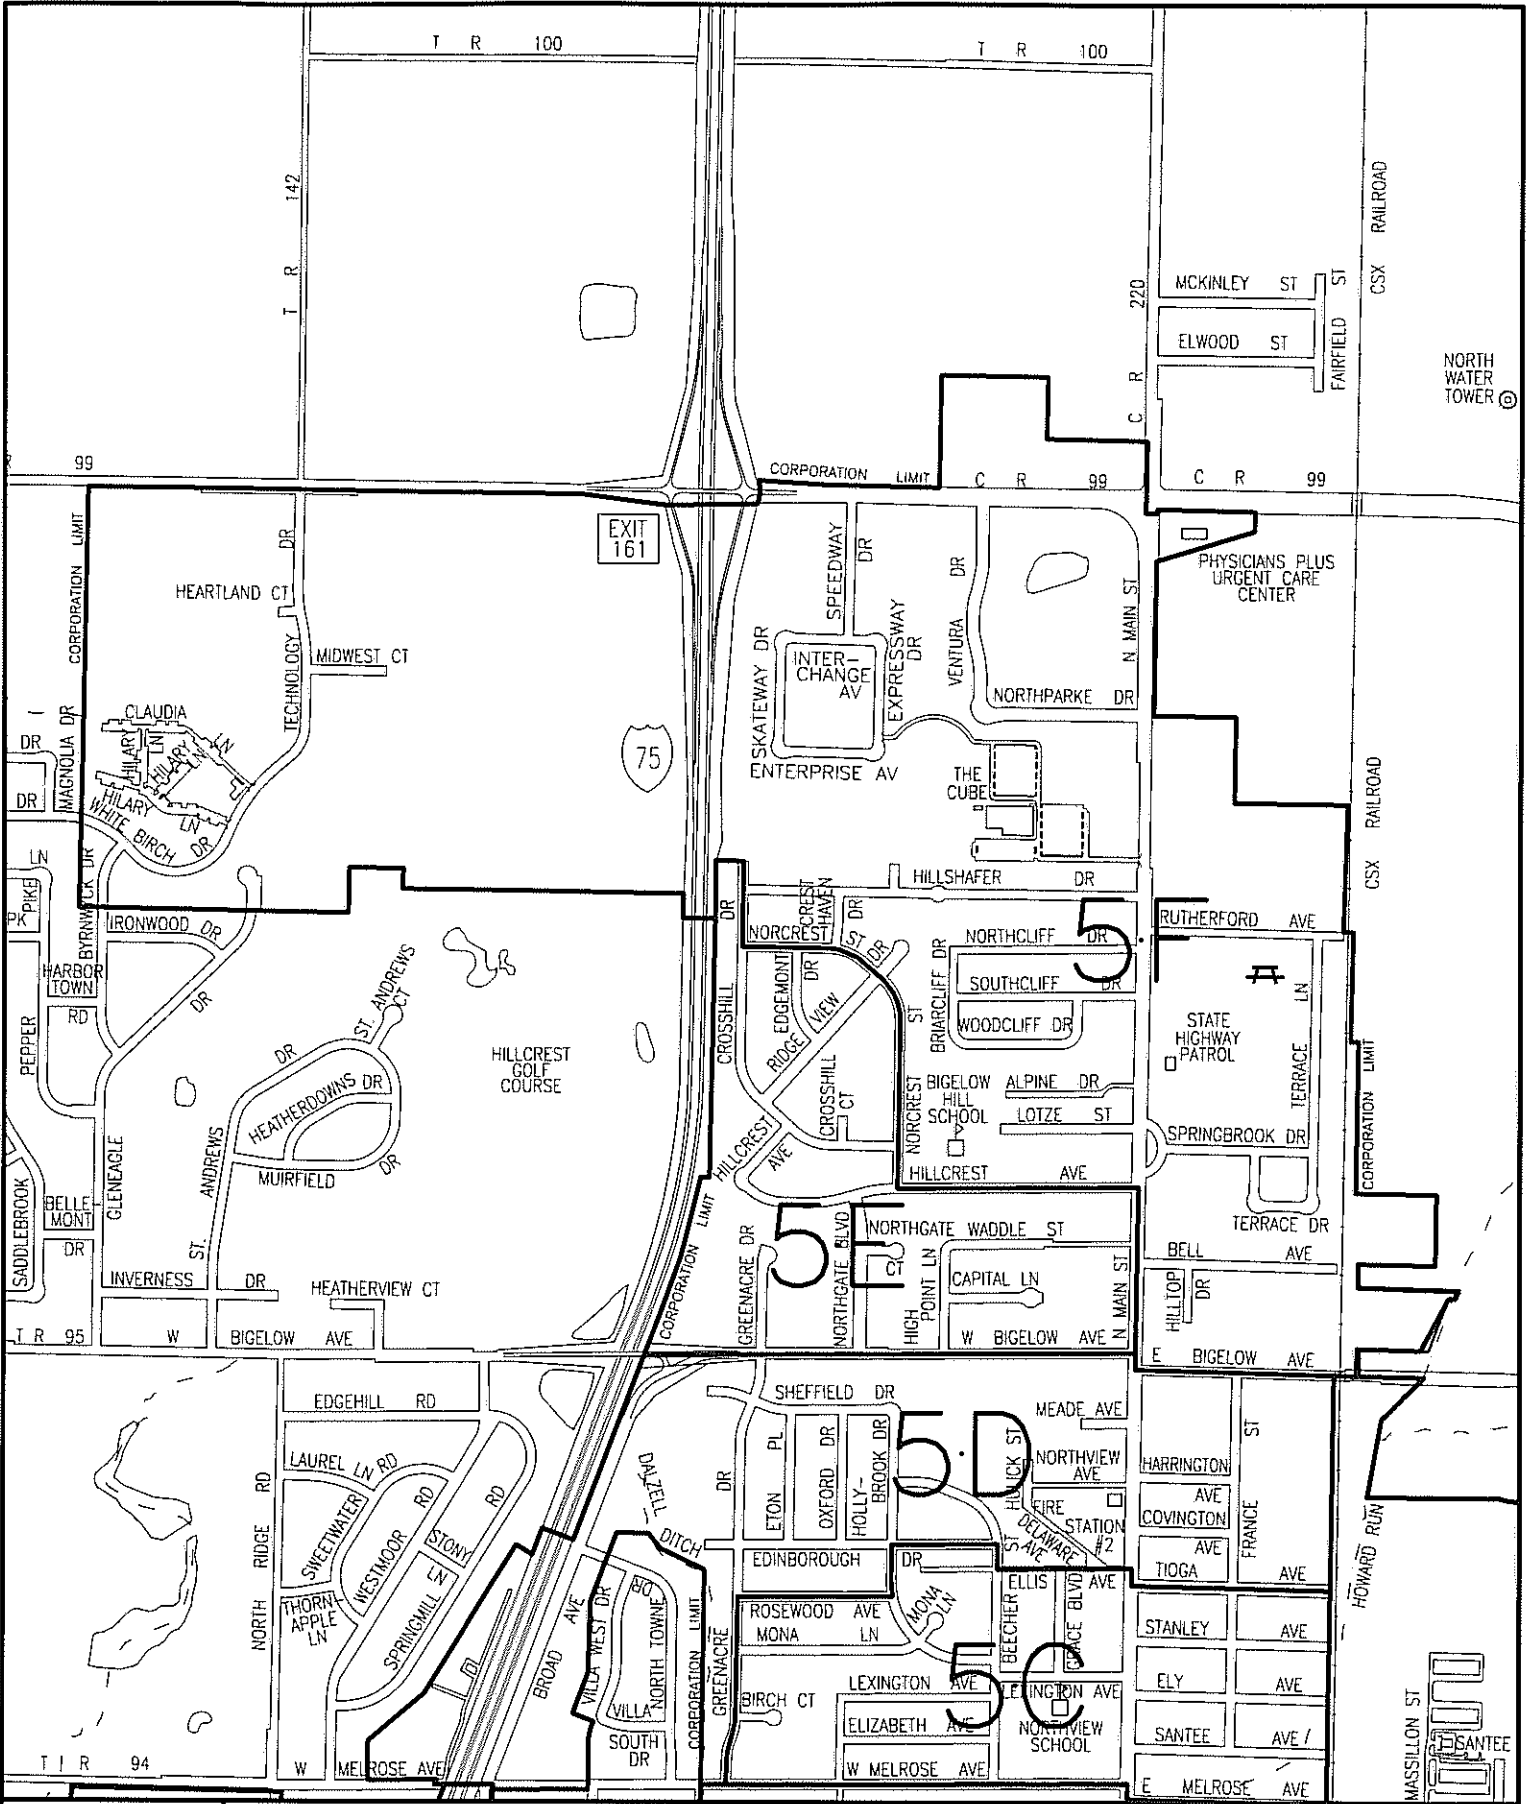 T R 100
T R 100
T R 142
C R 220
MCKINLEY ST
ELWOOD ST
FAIRFIELD ST
CSX RAILROAD
NORTH
WATER
TOWER
R 99
CORPORATION LIMIT
C R 99
C R 99
EXIT
161
CORPORATION LIMIT
HEARTLAND CT
TECHNOLOGY DR
MIDWEST CT
SPEEDWAY DR
INTER-
CHANGE
AV
SKATEWAY DR
EXPRESSWAY
DR
ENTERPRISE AV
VENTURA DR
N MAIN ST
NORTHPARKE DR
PHYSICIANS PLUS
URGENT CARE
CENTER
75
THE
CUBE
MAGNOLIA DR
DR
DR
CLAUDIA LN
HILARY LN
HILARY LN
HILARY LN
WHITE BIRCH DR
LN
PIKE
PK
BYRNWYCK DR
IRONWOOD DR
HARBOR
TOWN
RD
PEPPER
DR
ST. ANDREWS
CT
HILLCREST
GOLF
COURSE
HEATHERDOWNS DR
DR
MUIRFIELD DR
ST. ANDREWS
GLENEAGLE
BELLE-
MONT
DR
SADDLEBROOK
INVERNESS DR
HEATHERVIEW CT
T R 95
W BIGELOW AVE
HILLSHAFER DR
CREST
HAVEN
DR
NORCREST
ST
DR
CROSSHILL DR
EDGEMONT
DR
RIDGE VIEW
CROSSHILL
CT
HILLCREST
AVE
NORCREST ST
BRIARCLIFF DR
NORTHCLIFF DR
SOUTHCLIFF DR
WOODCLIFF DR
BIGELOW
HILL
SCHOOL
ALPINE DR
LOTZE ST
HILLCREST AVE
5.F
RUTHERFORD AVE
STATE
HIGHWAY
PATROL
TERRACE LN
SPRINGBROOK DR
TERRACE DR
CSX RAILROAD
CORPORATION LIMIT
CORPORATION LIMIT
GREENACRE DR
NORTHGATE BLVD
5.E
NORTHGATE
CT
WADDLE ST
HIGH
POINT LN
CAPITAL LN
N MAIN ST
W BIGELOW AVE
BELL AVE
HILLTOP
DR
E BIGELOW AVE
EDGEHILL RD
LAUREL LN RD
SWEETWATER
WESTMOOR RD
STONY
LN
SPRINGMILL RD
THORN-
APPLE
LN
NORTH RIDGE RD
T R 94
W MELROSE AVE
BROAD AVE
DALZELL
DITCH
SHEFFIELD DR
ETON PL
OXFORD DR
HOLLY-
BROOK DR
5.D
MEADE AVE
NORTHVIEW
AVE
FIRE
STATION
#2
DELAWARE
AVE
HARRINGTON
AVE
COVINGTON
AVE
TIOGA AVE
FRANCE ST
HOWARD RUN
EDINBOROUGH DR
VILLA WEST DR
NORTH TOWNE
DR
VILLA
SOUTH
DR
CORPORATION LIMIT
GREENACRE
DR
ROSEWOOD AVE
MONA LN
MONA
LN
BIRCH CT
LEXINGTON AVE
ELIZABETH AVE
W MELROSE AVE
BEECHER
ST
ELLIS AVE
GRACE BLVD
5.C
LEXINGTON AVE
NORTHVIEW
SCHOOL
STANLEY AVE
ELY AVE
SANTEE AVE
E MELROSE AVE
MASSILLON ST
SANTEE